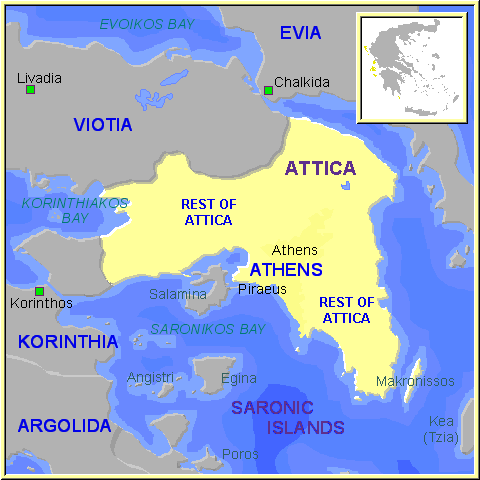 EVOIKOS BAY
EVIA
Livadia
Chalkida
VIOTIA
ATTICA
KORINTHIAKOS
BAY
REST OF
ATTICA
Athens
ATHENS
Piraeus
Salamina
REST OF
ATTICA
Korinthos
SARONIKOS BAY
KORINTHIA
Angistri
Egina
Makronissos
SARONIC
ISLANDS
Kea
(Tzia)
ARGOLIDA
Poros